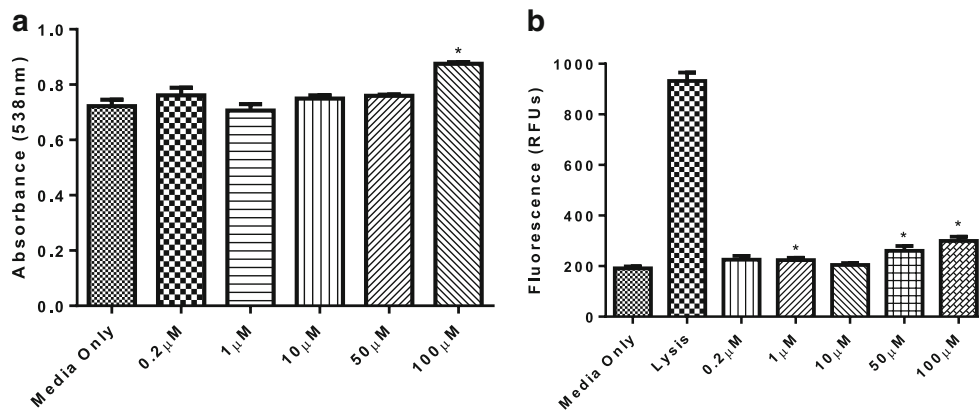 a
Absorbance (538nm)
1.0
0.8
0.6
0.4
0.2
0.0
*
Media Only
0.2μM
1μM
10μM
50μM
100μM
b
Fluorescence (RFUs)
1000
800
600
400
200
0
*
*
*
Media Only
Lysis
0.2μM
1μM
10μM
50μM
100μM